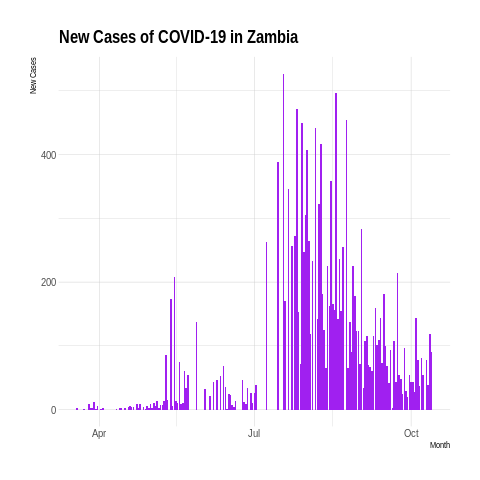 New Cases of COVID-19 in Zambia
New Cases
400
200
0
Apr
Jul
Oct
Month